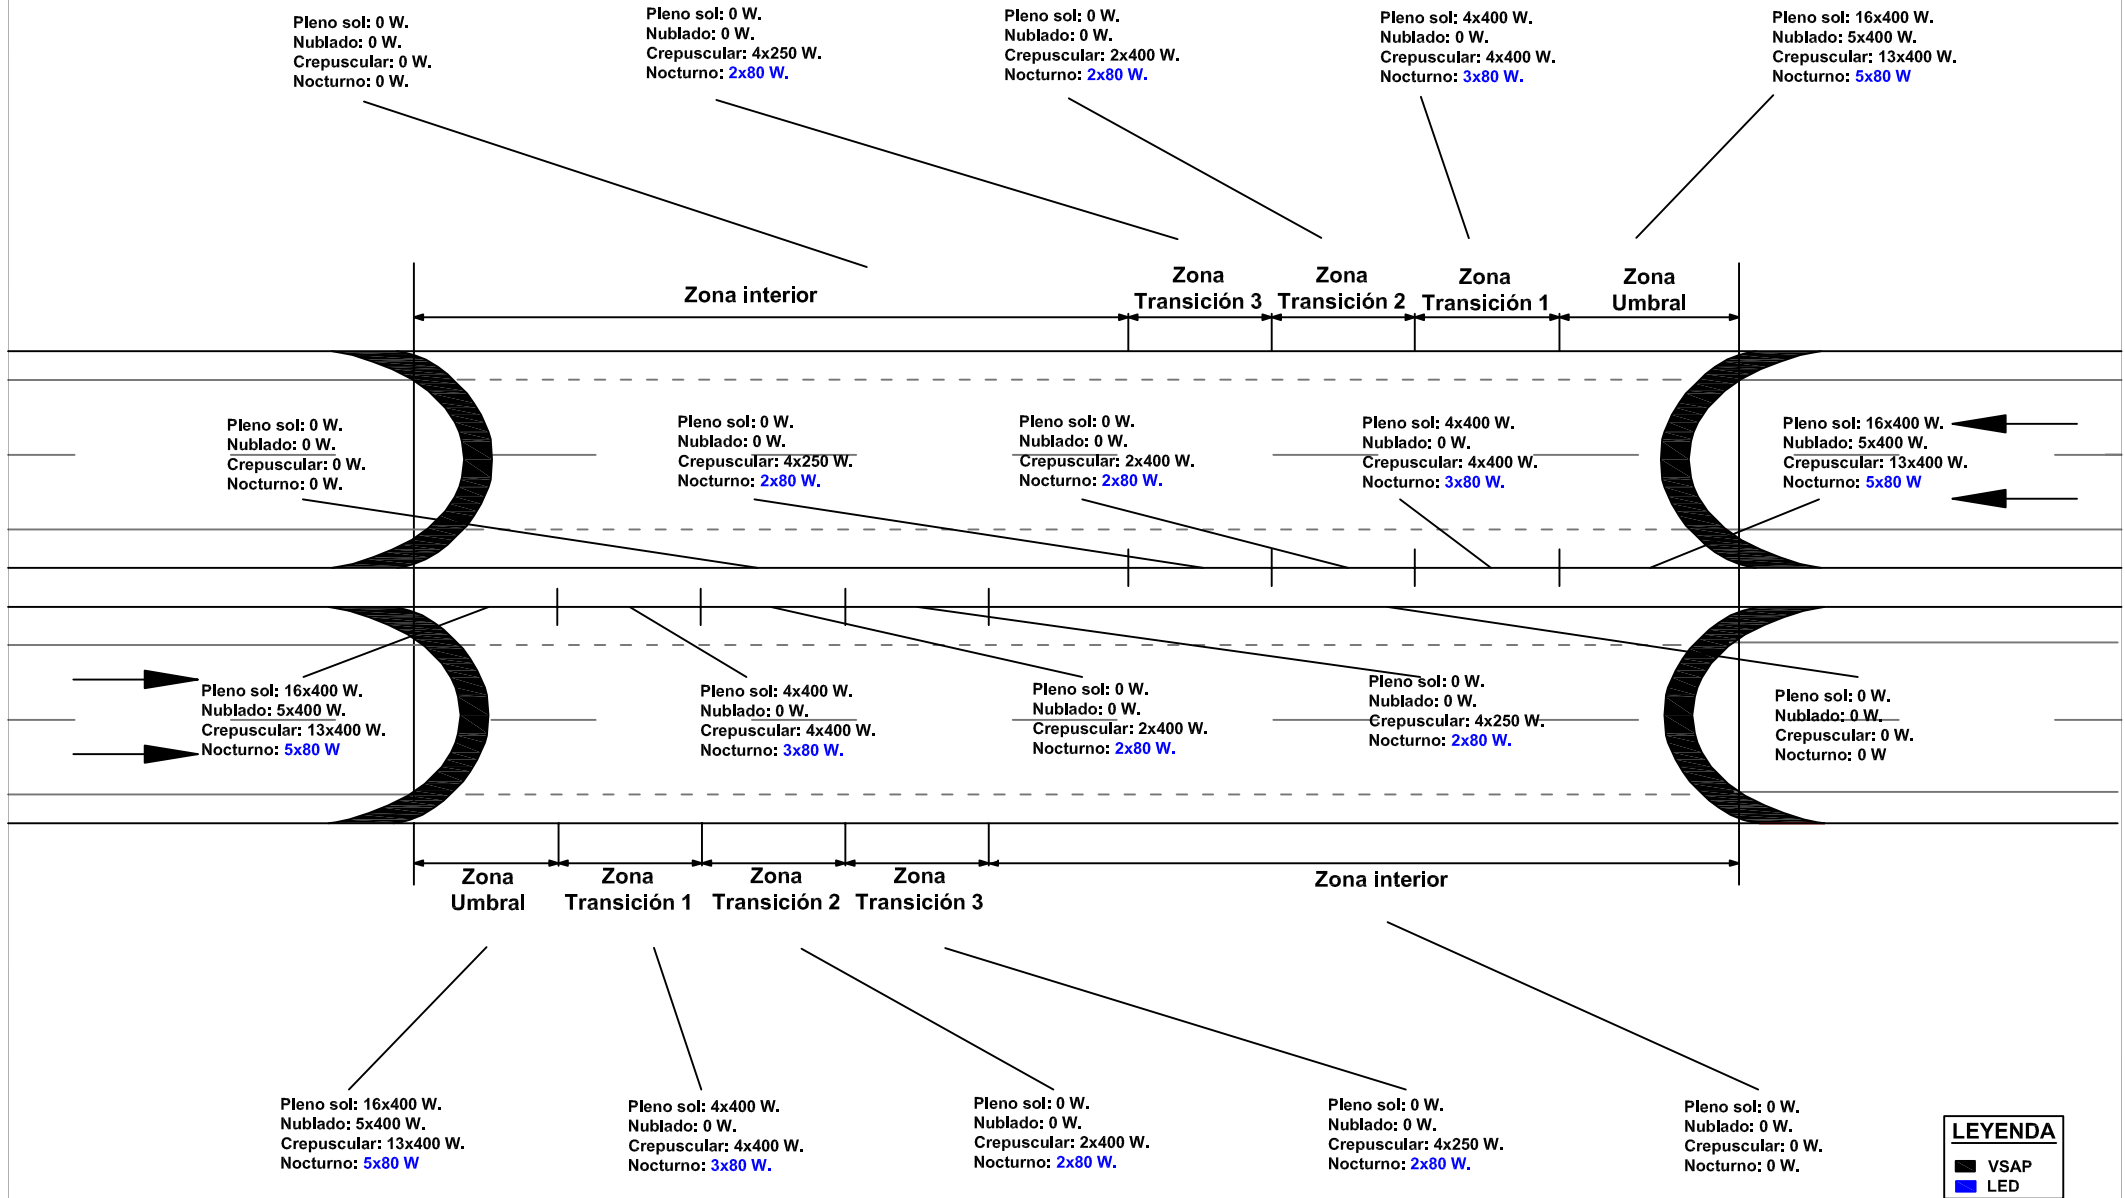 Pleno sol: 0 W.
Nublado: 0 W.
Crepuscular: 0 W.
Nocturno: 0 W.
Pleno sol: 0 W.
Nublado: 0 W.
Crepuscular: 4x250 W.
Nocturno: 2x80 W.
Pleno sol: 0 W.
Nublado: 0 W.
Crepuscular: 2x400 W.
Nocturno: 2x80 W.
Pleno sol: 4x400 W.
Nublado: 0 W.
Crepuscular: 4x400 W.
Nocturno: 3x80 W.
Pleno sol: 16x400 W.
Nublado: 5x400 W.
Crepuscular: 13x400 W.
Nocturno: 5x80 W
Zona interior
Zona
Transición 3
Zona
Transición 2
Zona
Transición 1
Zona
Umbral
Pleno sol: 0 W.
Nublado: 0 W.
Crepuscular: 0 W.
Nocturno: 0 W.
Pleno sol: 0 W.
Nublado: 0 W.
Crepuscular: 4x250 W.
Nocturno: 2x80 W.
Pleno sol: 0 W.
Nublado: 0 W.
Crepuscular: 2x400 W.
Nocturno: 2x80 W.
Pleno sol: 4x400 W.
Nublado: 0 W.
Crepuscular: 4x400 W.
Nocturno: 3x80 W.
Pleno sol: 16x400 W.
Nublado: 5x400 W.
Crepuscular: 13x400 W.
Nocturno: 5x80 W
Pleno sol: 16x400 W.
Nublado: 5x400 W.
Crepuscular: 13x400 W.
Nocturno: 5x80 W
Pleno sol: 4x400 W.
Nublado: 0 W.
Crepuscular: 4x400 W.
Nocturno: 3x80 W.
Pleno sol: 0 W.
Nublado: 0 W.
Crepuscular: 2x400 W.
Nocturno: 2x80 W.
Pleno sol: 0 W.
Nublado: 0 W.
Crepuscular: 4x250 W.
Nocturno: 2x80 W.
Pleno sol: 0 W.
Nublado: 0 W.
Crepuscular: 0 W.
Nocturno: 0 W
Zona
Umbral
Zona
Transición 1
Zona
Transición 2
Zona
Transición 3
Zona interior
Pleno sol: 16x400 W.
Nublado: 5x400 W.
Crepuscular: 13x400 W.
Nocturno: 5x80 W
Pleno sol: 4x400 W.
Nublado: 0 W.
Crepuscular: 4x400 W.
Nocturno: 3x80 W.
Pleno sol: 0 W.
Nublado: 0 W.
Crepuscular: 2x400 W.
Nocturno: 2x80 W.
Pleno sol: 0 W.
Nublado: 0 W.
Crepuscular: 4x250 W.
Nocturno: 2x80 W.
Pleno sol: 0 W.
Nublado: 0 W.
Crepuscular: 0 W.
Nocturno: 0 W.
LEYENDA
VSAP
LED